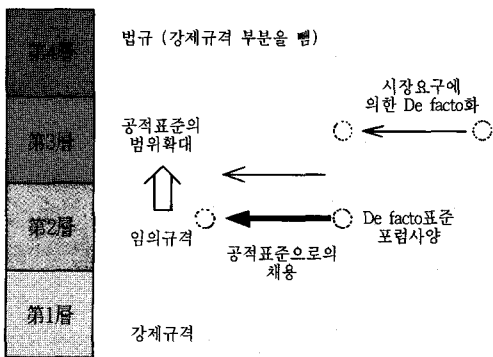 第4層
법규 (강제규격 부분을 뺌)
시장요구에
의한 De facto화
第3層
공적표준의
범위확대
第2層
임의규격
De facto표준
포럼사양
공적표준으로의
채용
第1層
강제규격